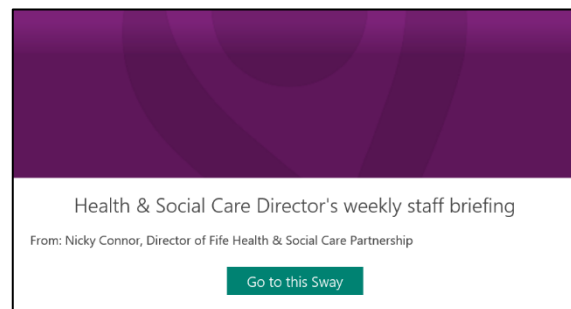 Health & Social Care Director's weekly staff briefing
From: Nicky Connor, Director of Fife Health & Social Care Partnership
Go to this Sway